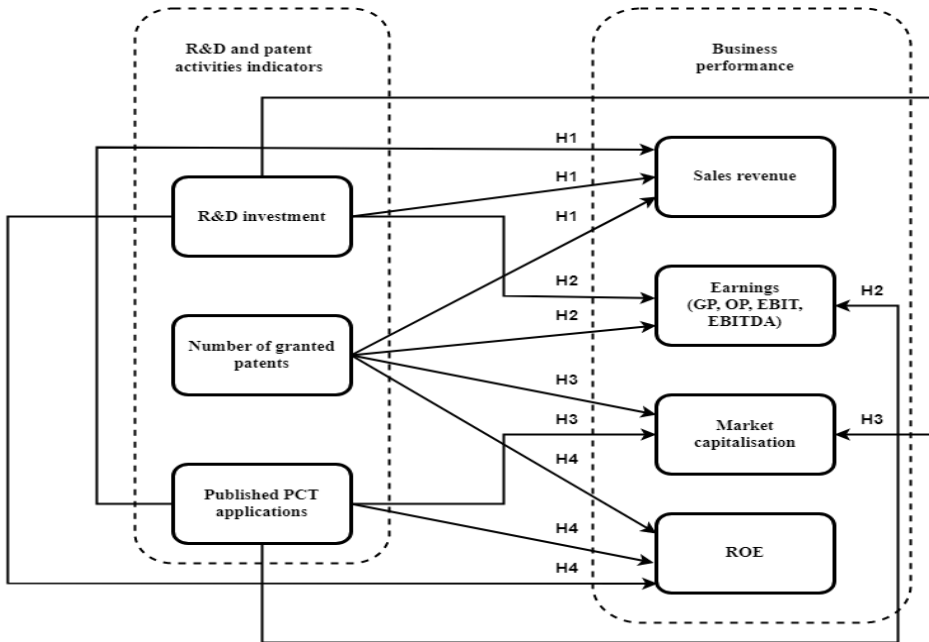 R&D and patent
activities indicators
Business
performance
H1
Sales revenue
H1
R&D investment
H1
H2
Earnings
(GP, OP, EBIT,
EBITDA)
H2
H2
Number of granted
patents
H3
H3
Market
capitalisation
H3
H4
Published PCT
applications
H4
ROE
H4